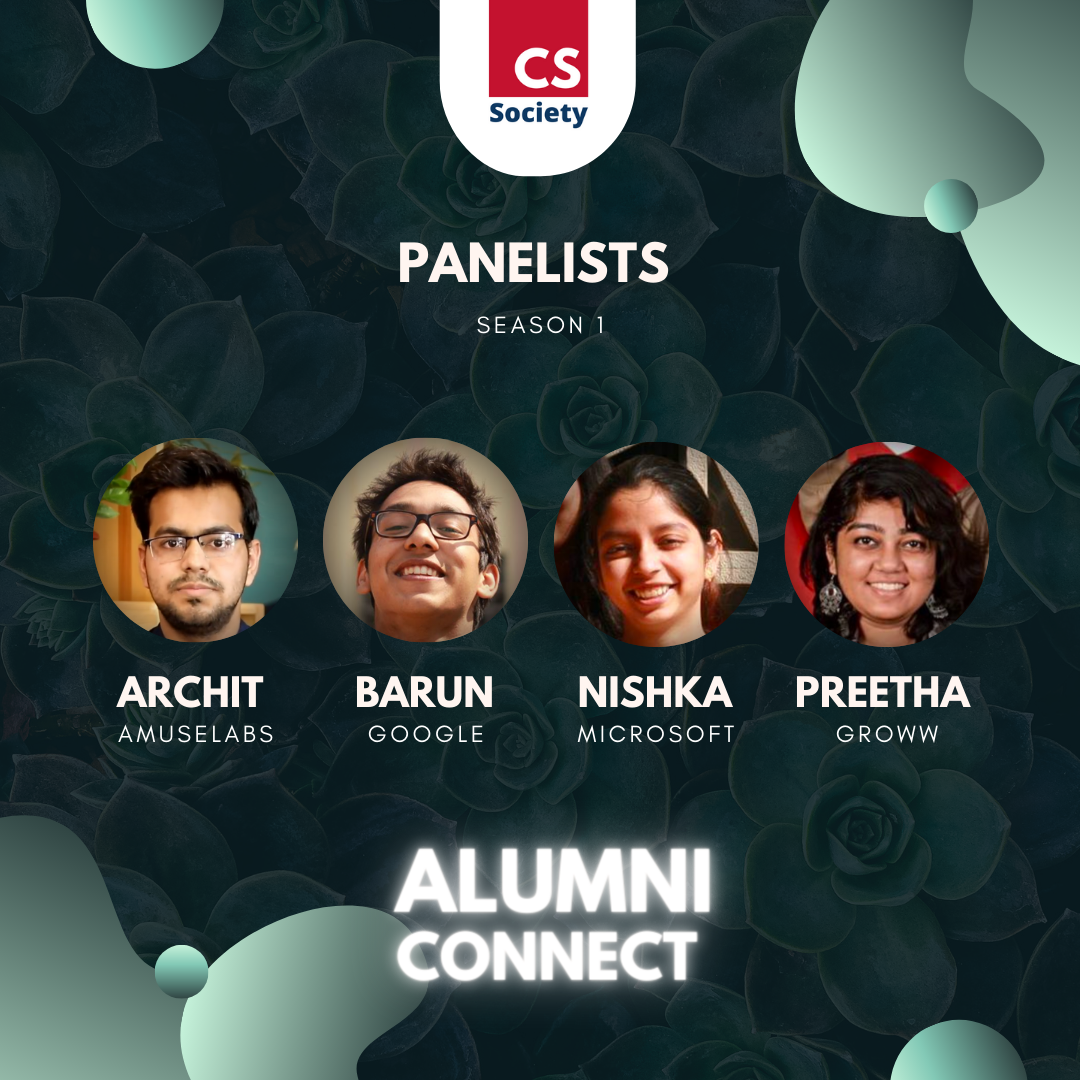 CS
Society
PANELISTS
SEASON 1
ARCHIT
AMUSELABS
BARUN
GOOGLE
NISHKA
MICROSOFT
PREETHA
GROWW
ALUMNI
CONNECT